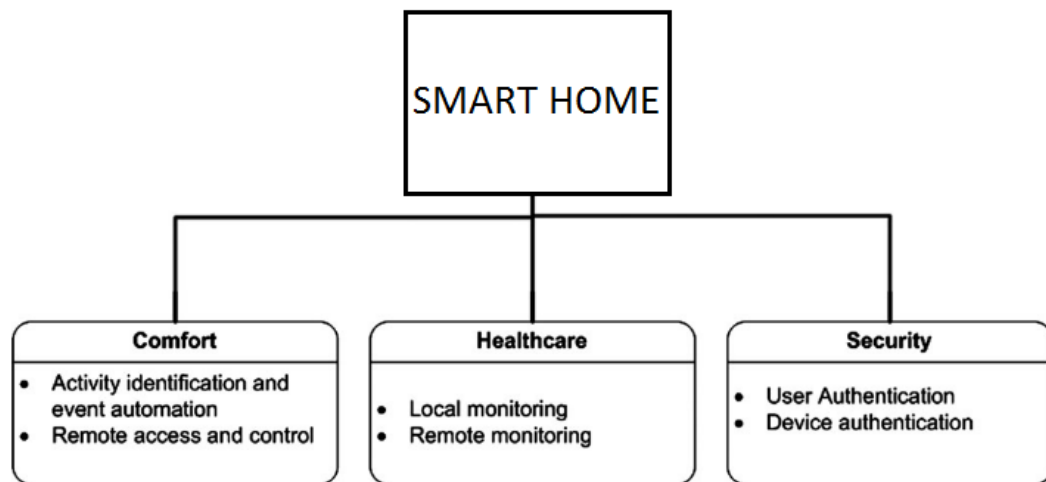 SMART HOME
Comfort
• Activity identification and
event automation
• Remote access and control
Healthcare
• Local monitoring
• Remote monitoring
Security
• User Authentication
• Device authentication